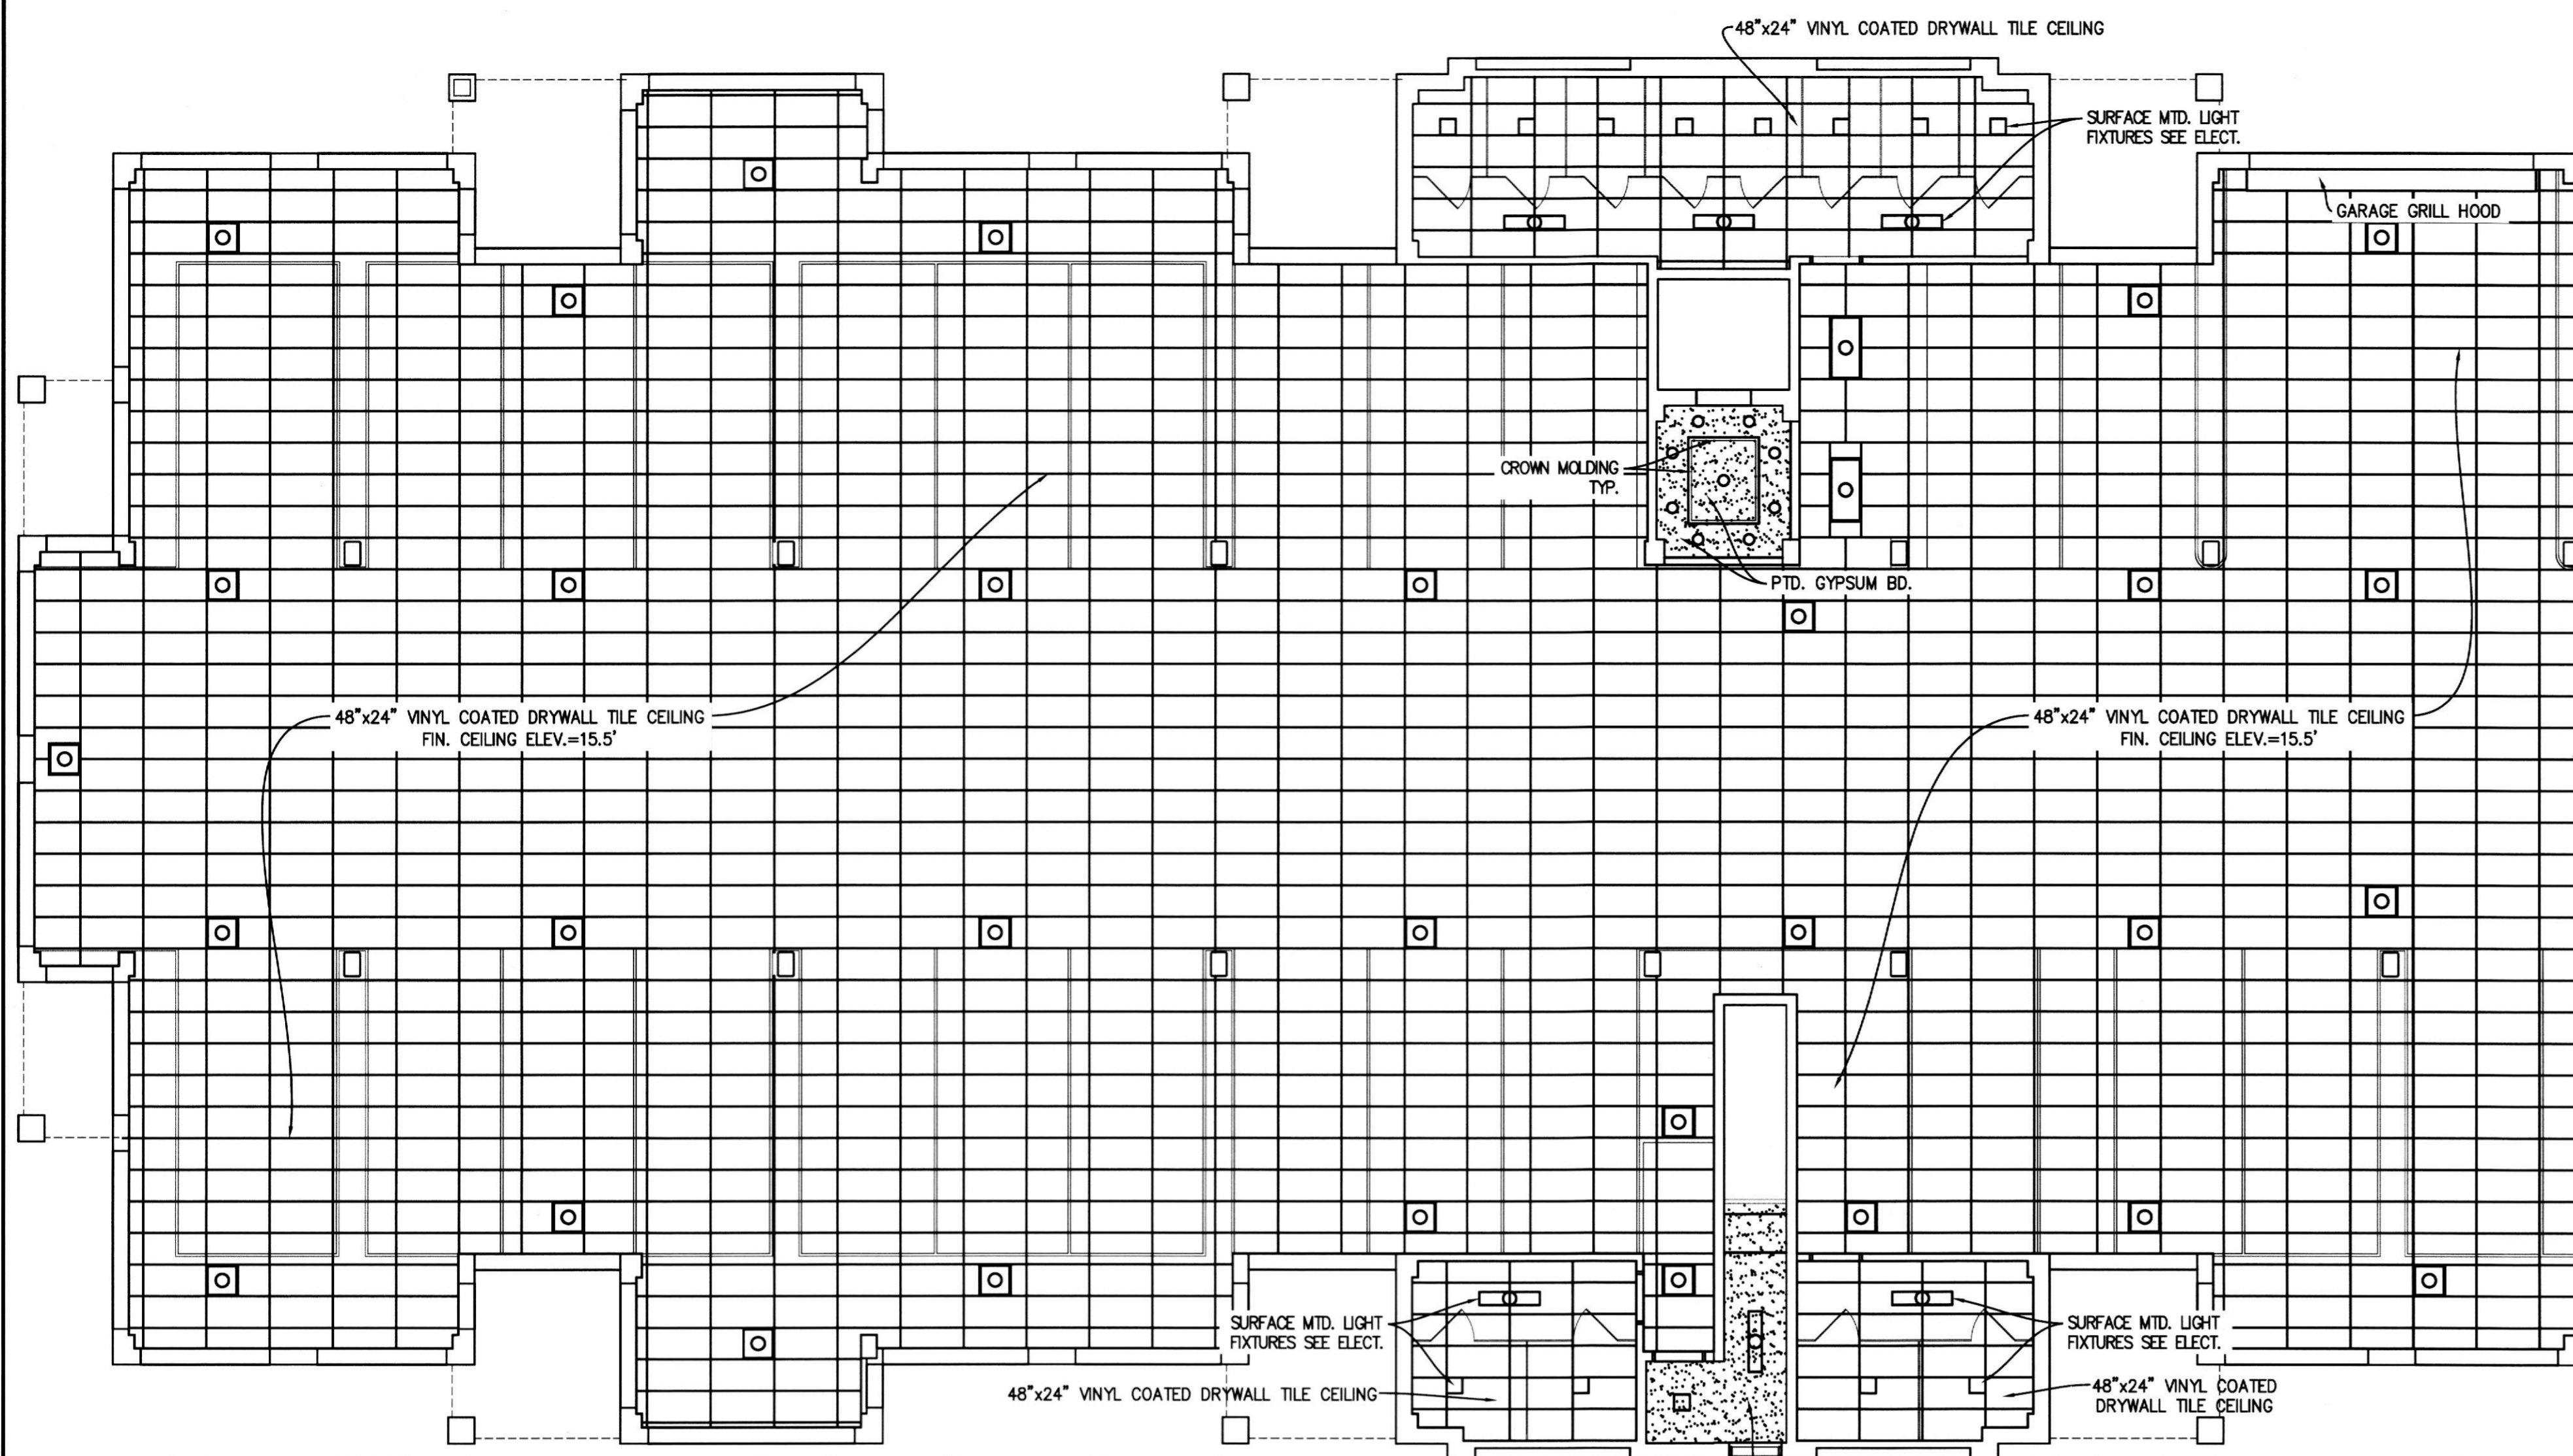 48"x24" VINYL COATED DRYWALL TILE CEILING
SURFACE MTD. LIGHT
FIXTURES SEE ELECT.
GARAGE GRILL HOOD
CROWN MOLDING
TYP.
PTD. GYPSUM BD.
48"x24" VINYL COATED DRYWALL TILE CEILING
FIN. CEILING ELEV.=15.5'
48"x24" VINYL COATED DRYWALL TILE CEILING
FIN. CEILING ELEV.=15.5'
SURFACE MTD. LIGHT
FIXTURES SEE ELECT.
SURFACE MTD. LIGHT
FIXTURES SEE ELECT.
48"x24" VINYL COATED DRYWALL TILE CEILING
48"x24" VINYL COATED
DRYWALL TILE CEILING